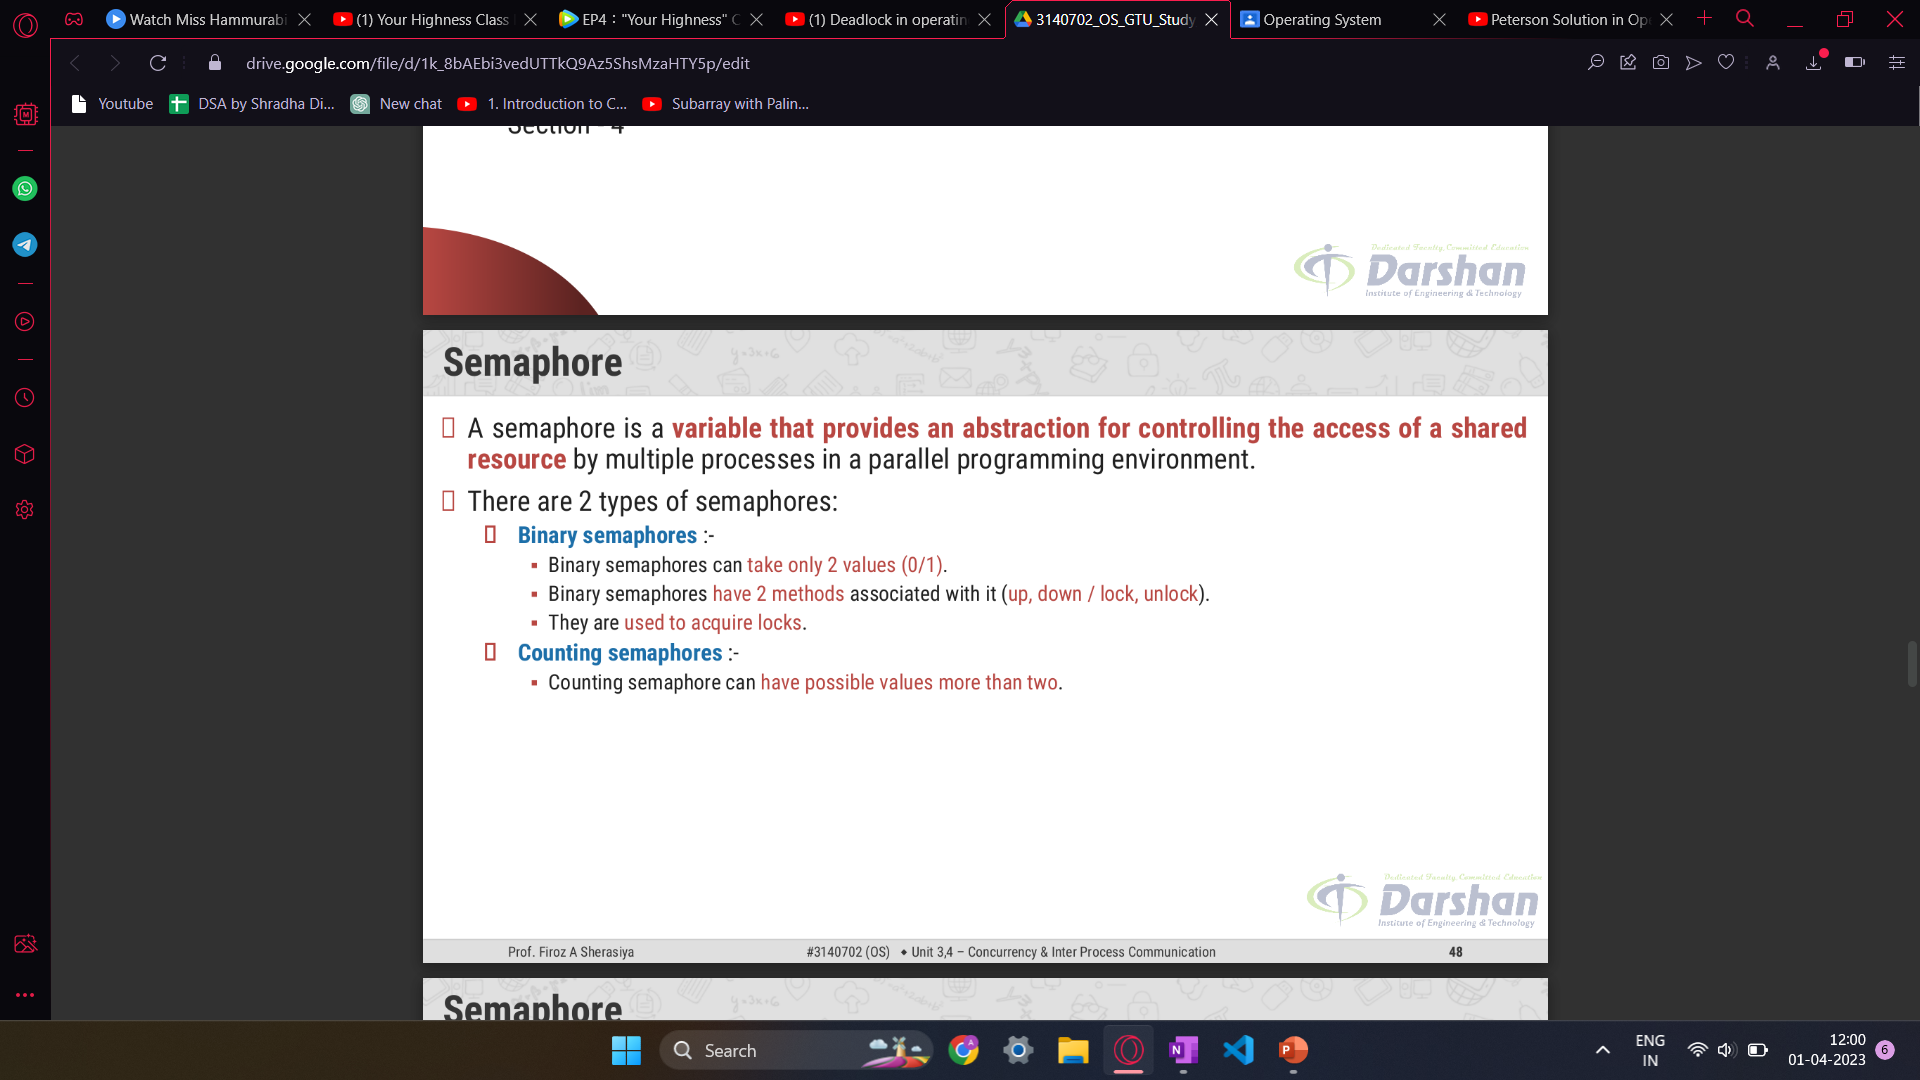 Watch Miss Hammurabi
(1) Your Highness Class
EP4："Your Highness" C
(1) Deadlock in operatin
3140702_OS_GTU_Study
Operating System
Peterson Solution in Op
drive.google.com/file/d/1k_8bAEbi3vedUTTkQ9Az5ShsMzaHTY5p/edit
Youtube
DSA by Shradha Di...
New chat
1. Introduction to C...
Subarray with Palin...
Section - 4
Dedicated Faculty, Committed Education
Darshan
Institute of Engineering & Technology
Semaphore
A semaphore is a variable that provides an abstraction for controlling the access of a shared
resource by multiple processes in a parallel programming environment.
There are 2 types of semaphores:
Binary semaphores :-
▪ Binary semaphores can take only 2 values (0/1).
▪ Binary semaphores have 2 methods associated with it (up, down / lock, unlock).
▪ They are used to acquire locks.
Counting semaphores :-
▪ Counting semaphore can have possible values more than two.
Dedicated Faculty, Committed Education
Darshan
Institute of Engineering & Technology
Prof. Firoz A Sherasiya
#3140702 (OS) ⬥ Unit 3,4 – Concurrency & Inter Process Communication
48
Semaphore
Search
ENG
IN
12:00
01-04-2023
6